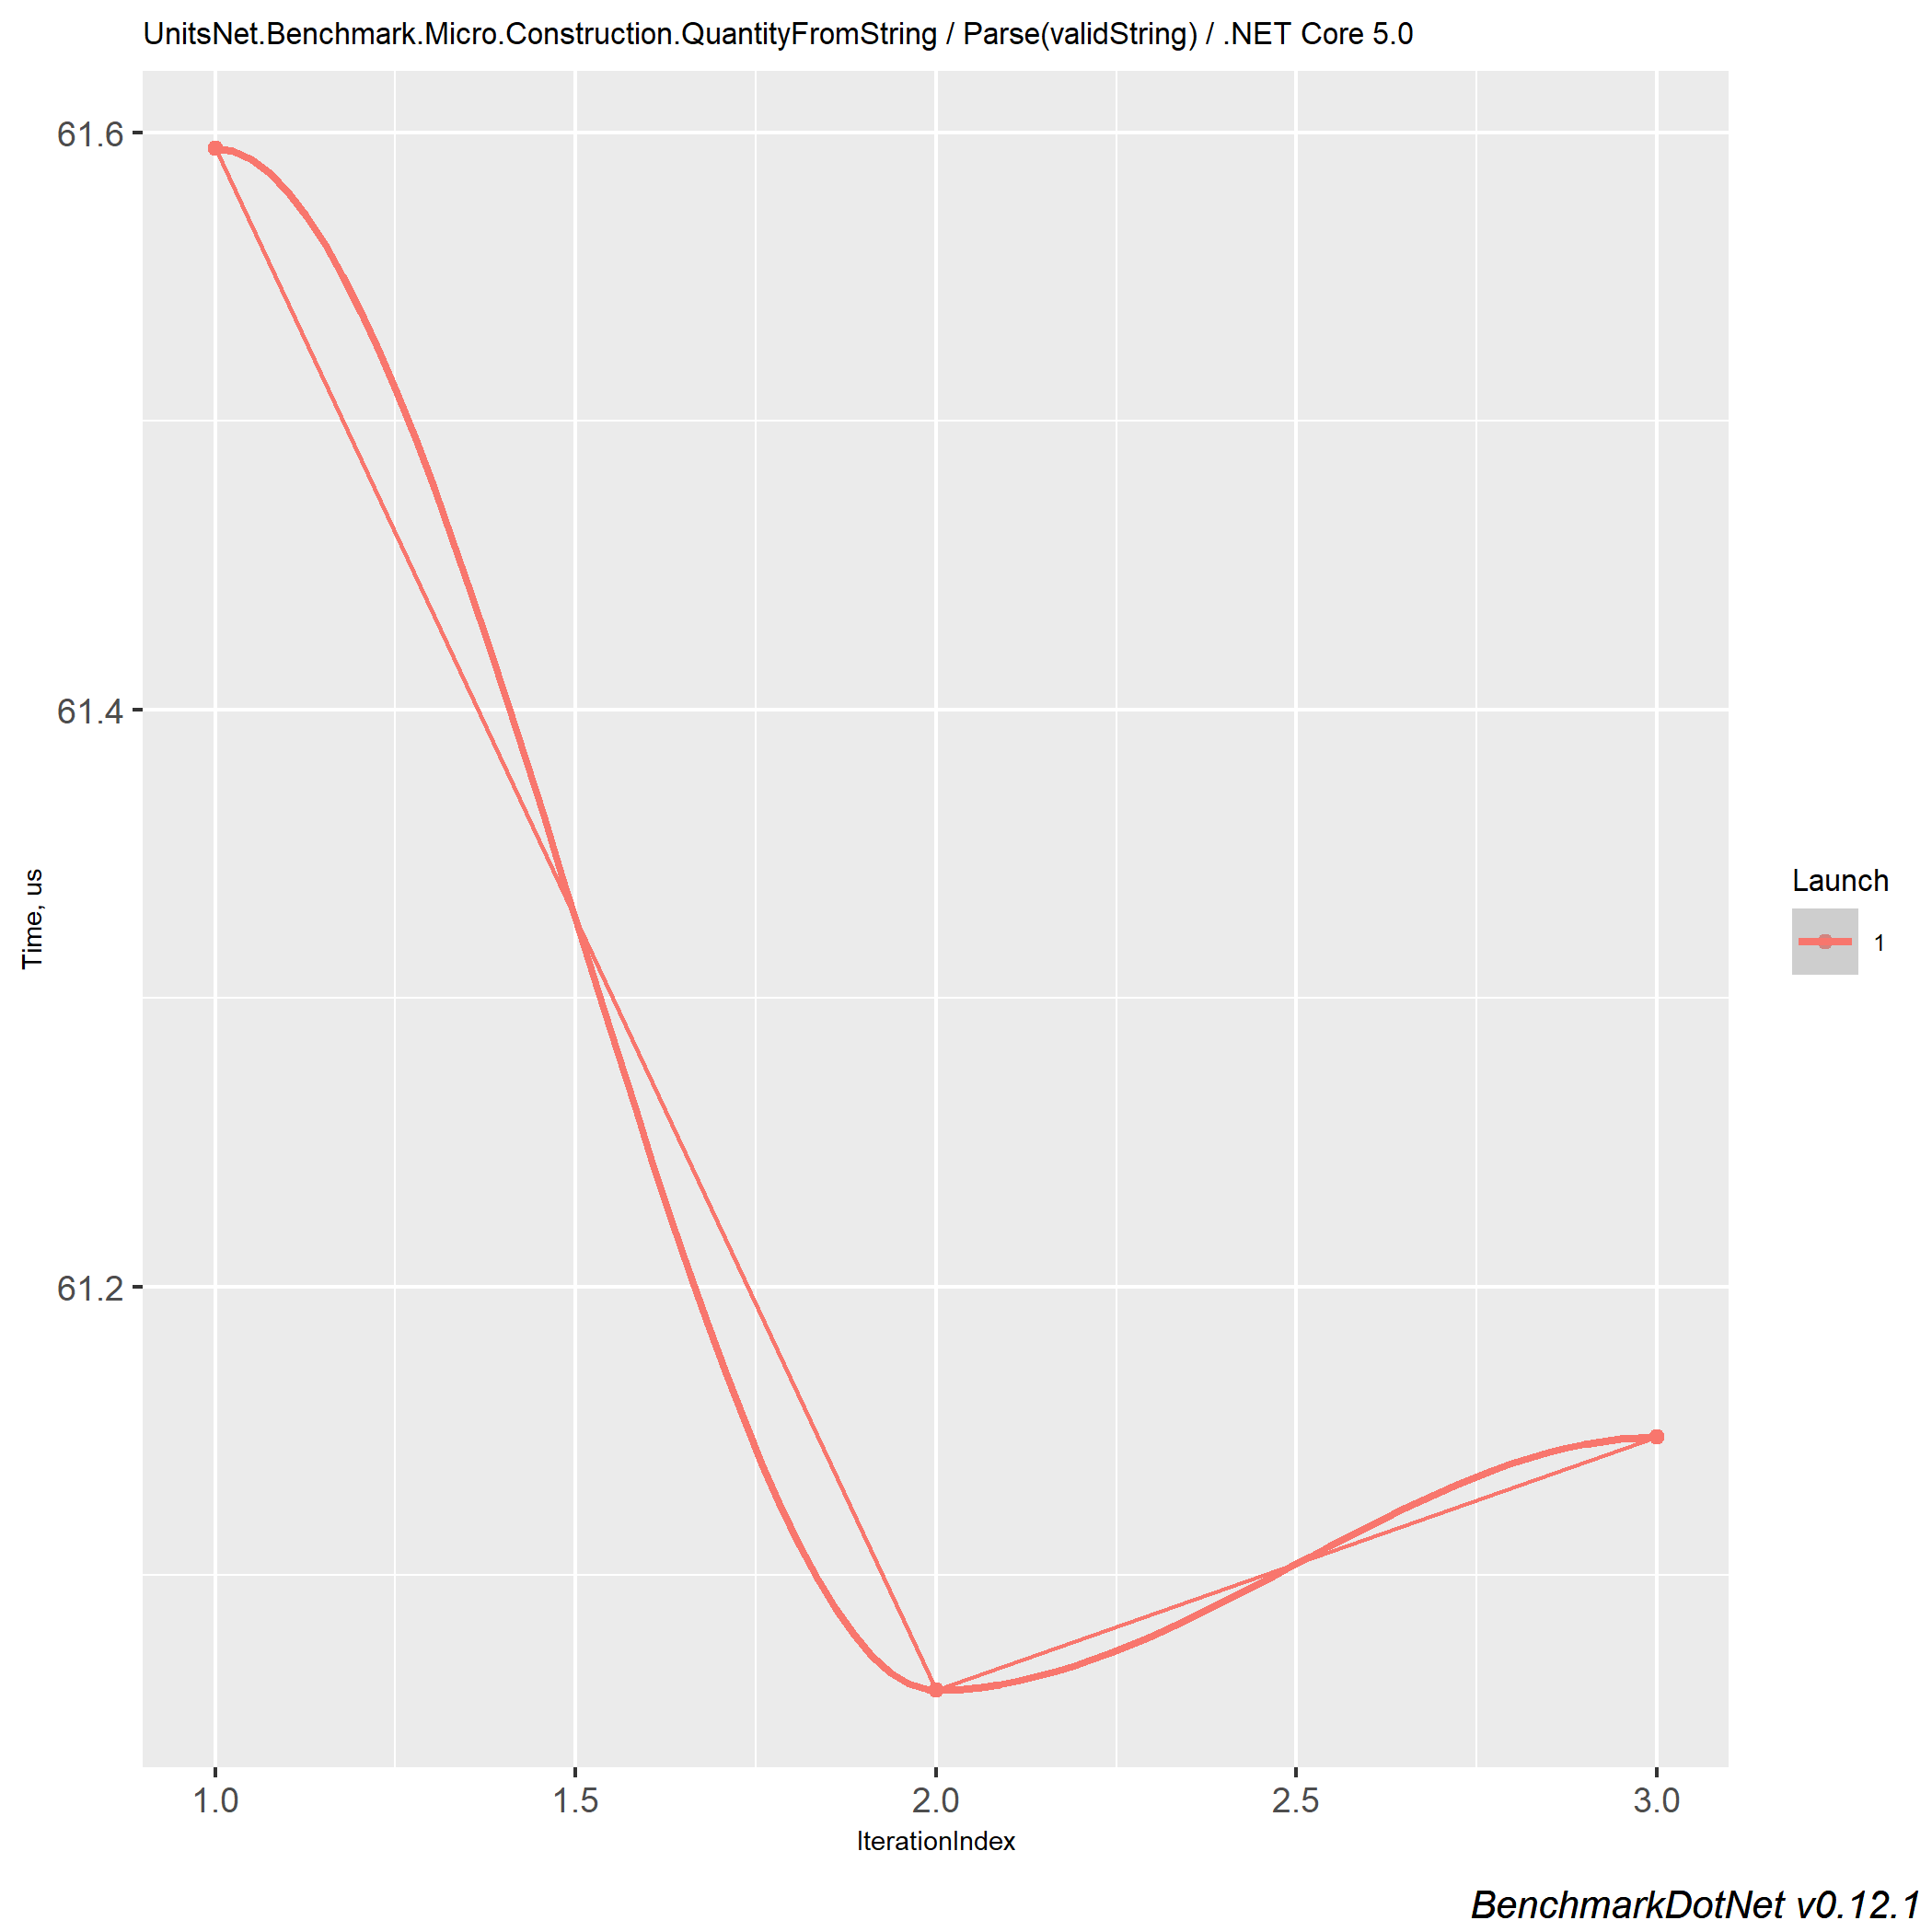 UnitsNet.Benchmark.Micro.Construction.QuantityFromString / Parse(validString) / .NET Core 5.0
61.6
61.4
61.2
Time, us
1.0 1.5 2.0 2.5 3.0
IterationIndex
Launch
1
BenchmarkDotNet v0.12.1